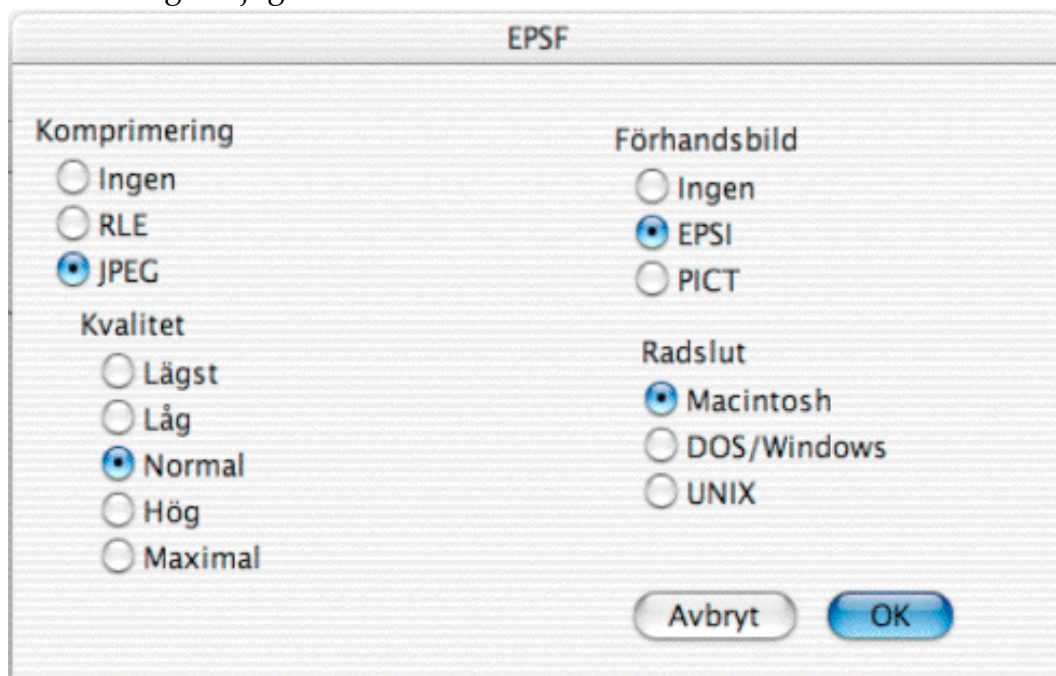 EPSF
Komprimering
Ingen
RLE
JPEG
Kvalitet
Lägst
Låg
Normal
Hög
Maximal
Förhandsbild
Ingen
EPSI
PICT
Radslut
Macintosh
DOS/Windows
UNIX
Avbryt
OK